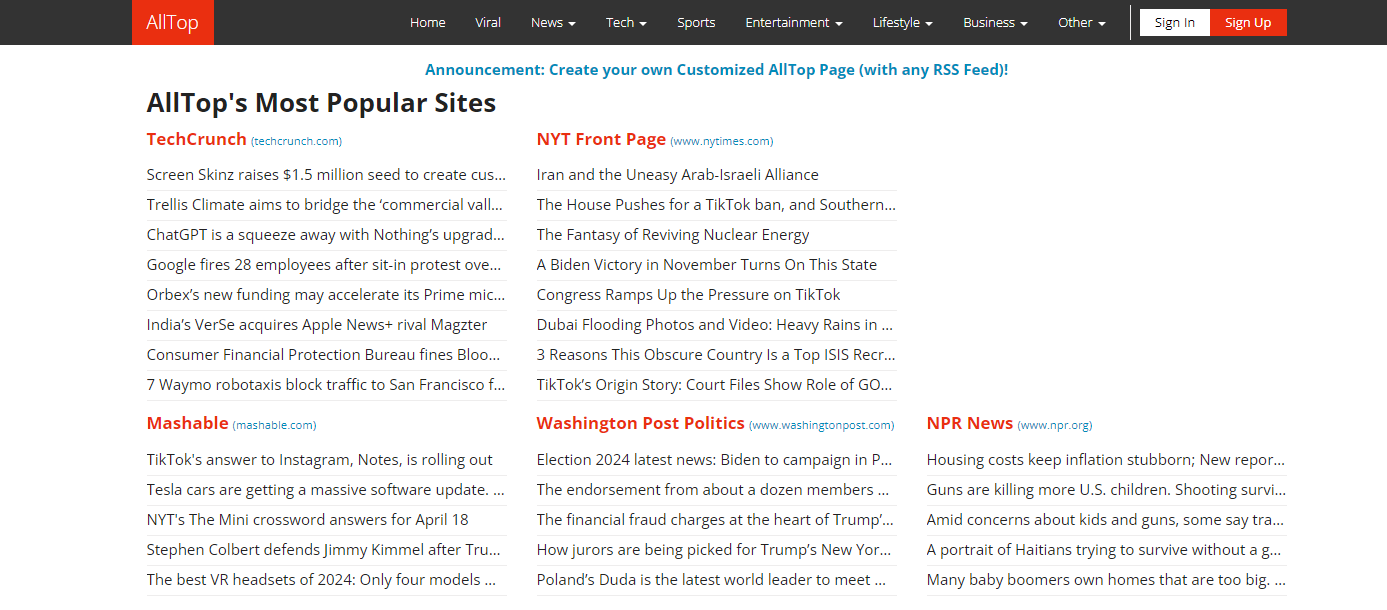 AllTop
Home Viral News Tech Sports Entertainment Lifestyle Business Other Sign In Sign Up
Announcement: Create your own Customized AllTop Page (with any RSS Feed)!
AllTop's Most Popular Sites
TechCrunch (techcrunch.com)
Screen Skinz raises $1.5 million seed to create cus...
Trellis Climate aims to bridge the ‘commercial vall...
ChatGPT is a squeeze away with Nothing’s upgrad...
Google fires 28 employees after sit-in protest ove...
Orbex’s new funding may accelerate its Prime mic...
India’s VerSe acquires Apple News+ rival Magzter
Consumer Financial Protection Bureau fines Bloo...
7 Waymo robotaxis block traffic to San Francisco f...
NYT Front Page (www.nytimes.com)
Iran and the Uneasy Arab-Israeli Alliance
The House Pushes for a TikTok ban, and Southern...
The Fantasy of Reviving Nuclear Energy
A Biden Victory in November Turns On This State
Congress Ramps Up the Pressure on TikTok
Dubai Flooding Photos and Video: Heavy Rains in ...
3 Reasons This Obscure Country Is a Top ISIS Recr...
TikTok’s Origin Story: Court Files Show Role of GO...
Mashable (mashable.com)
TikTok's answer to Instagram, Notes, is rolling out
Tesla cars are getting a massive software update. ...
NYT's The Mini crossword answers for April 18
Stephen Colbert defends Jimmy Kimmel after Tru...
The best VR headsets of 2024: Only four models ...
Washington Post Politics (www.washingtonpost.com)
Election 2024 latest news: Biden to campaign in P...
The endorsement from about a dozen members ...
The financial fraud charges at the heart of Trump’...
How jurors are being picked for Trump’s New Yor...
Poland’s Duda is the latest world leader to meet ...
NPR News (www.npr.org)
Housing costs keep inflation stubborn; New repor...
Guns are killing more U.S. children. Shooting survi...
Amid concerns about kids and guns, some say tra...
A portrait of Haitians trying to survive without a g...
Many baby boomers own homes that are too big. ...